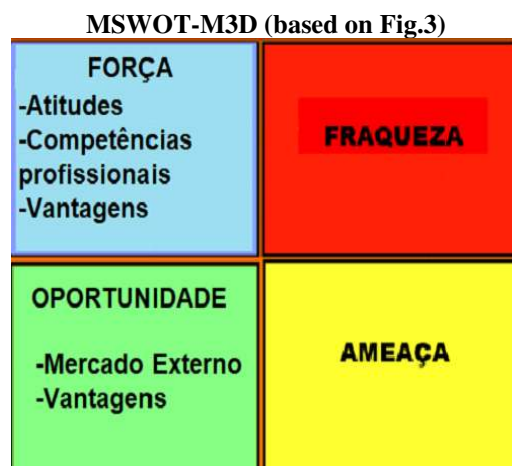 MSWOT-M3D (based on Fig.3)
FORÇA
-Atitudes
-Competências
profissionais
-Vantagens
FRAQUEZA
OPORTUNIDADE
-Mercado Externo
-Vantagens
AMEAÇA